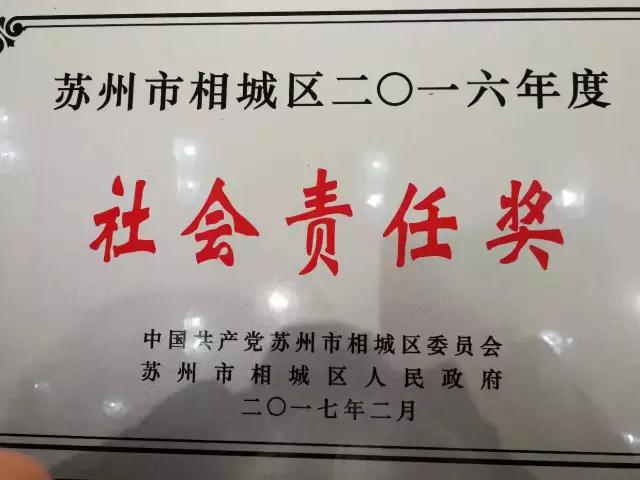 苏州市相城区二〇一六年度
社会责任奖
中国共产党苏州市相城区委员会
苏州市相城区人民政府
二〇一七年二月